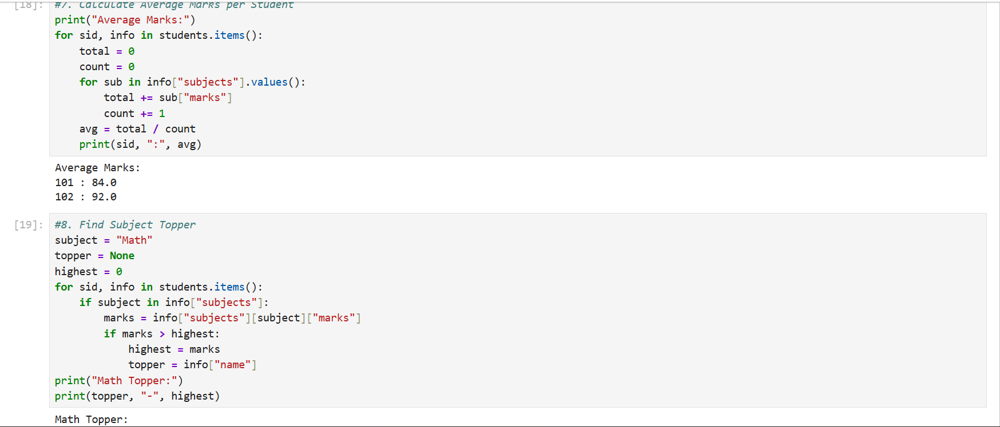 [18]: #7. Calculate Average Marks per Student
print("Average Marks:")
for sid, info in students.items():
    total = 0
    count = 0
    for sub in info["subjects"].values():
        total += sub["marks"]
        count += 1
    avg = total / count
    print(sid, ":", avg)
Average Marks:
101 : 84.0
102 : 92.0
[19]: #8. Find Subject Topper
subject = "Math"
topper = None
highest = 0
for sid, info in students.items():
    if subject in info["subjects"]:
        marks = info["subjects"][subject]["marks"]
        if marks > highest:
            highest = marks
            topper = info["name"]
print("Math Topper:")
print(topper, "-", highest)
Math Topper: